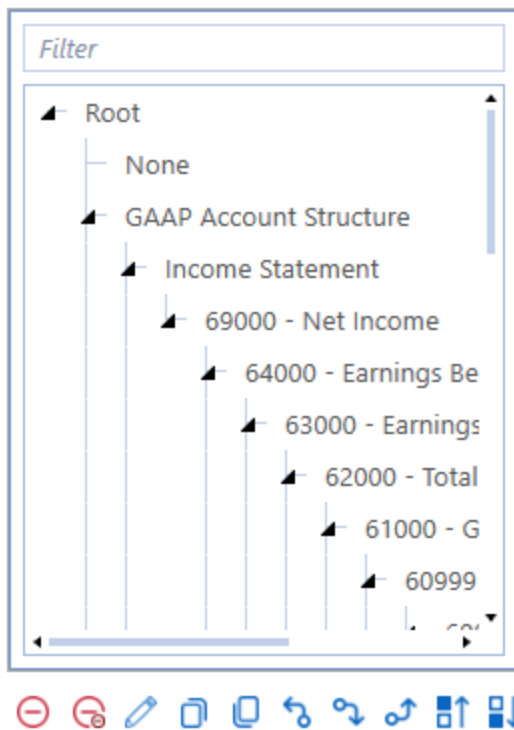 Filter
Root
None
GAAP Account Structure
Income Statement
69000 - Net Income
64000 - Earnings Be
63000 - Earnings
62000 - Total
61000 - G
60999